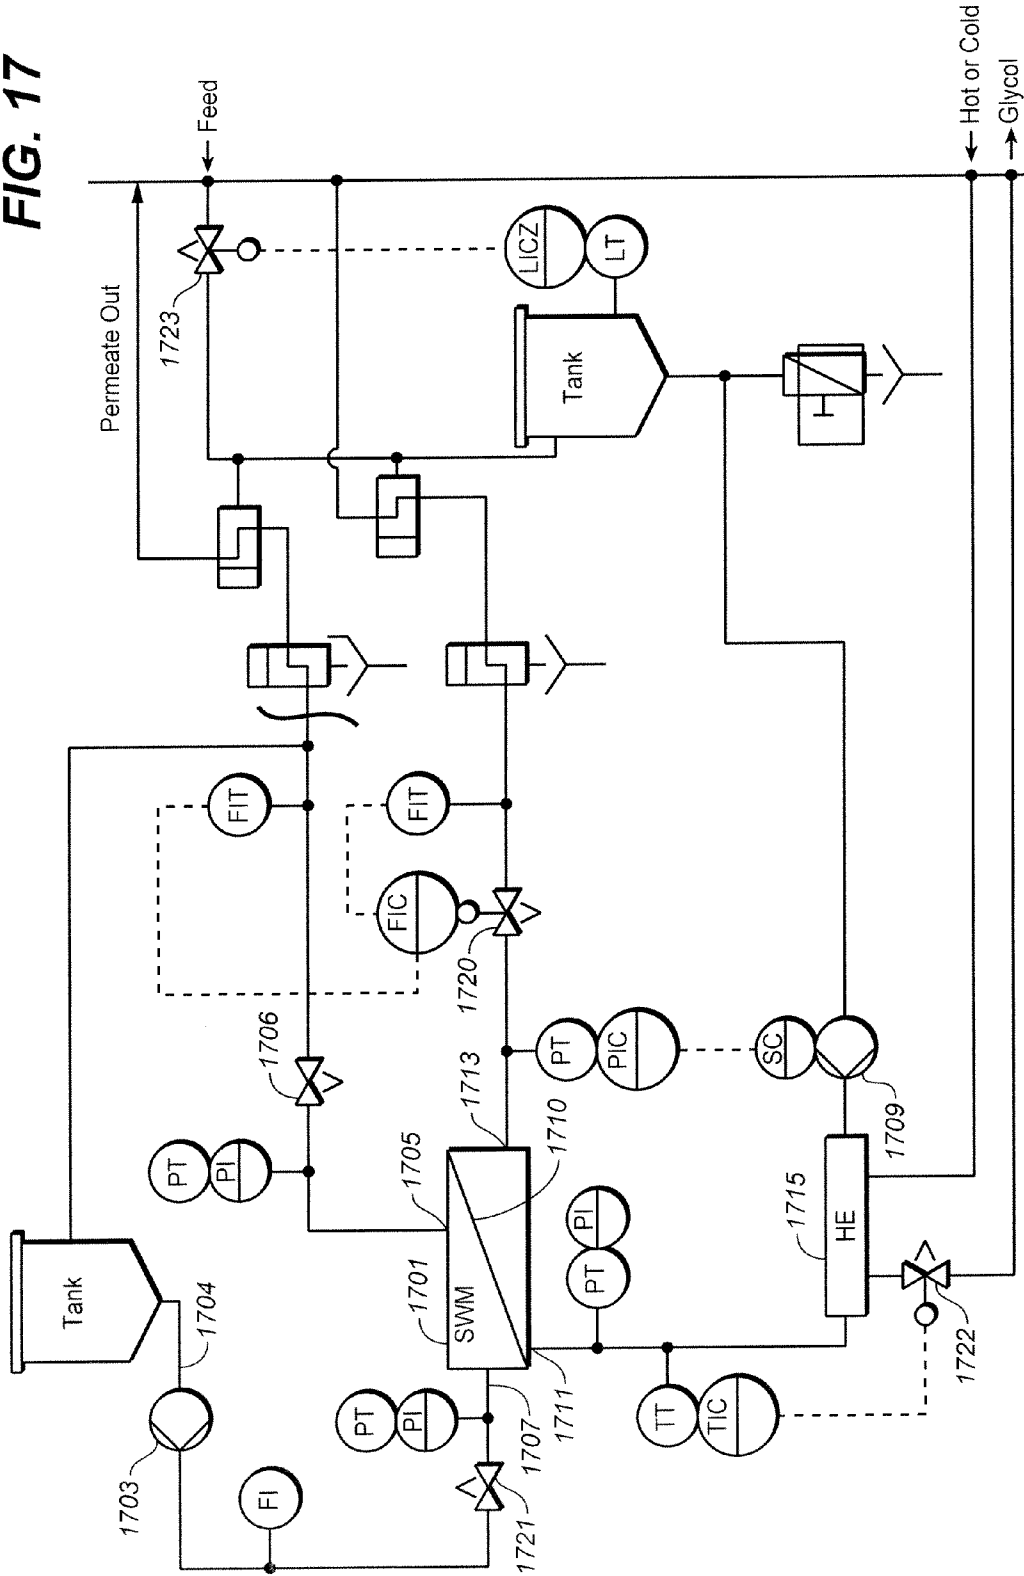 FIG. 17
Feed
Hot or Cold
Glycol
Permeate Out
1723
LICZ
LT
Tank
FIT
FIT
FIC
1720
1706
PT
PI
1705
1713
1710
PT
PIC
SC
1709
Tank
1704
1701
SWM
PI
PT
1715
HE
1703
FI
PT
PI
1707
1711
1721
TT
TIC
1722